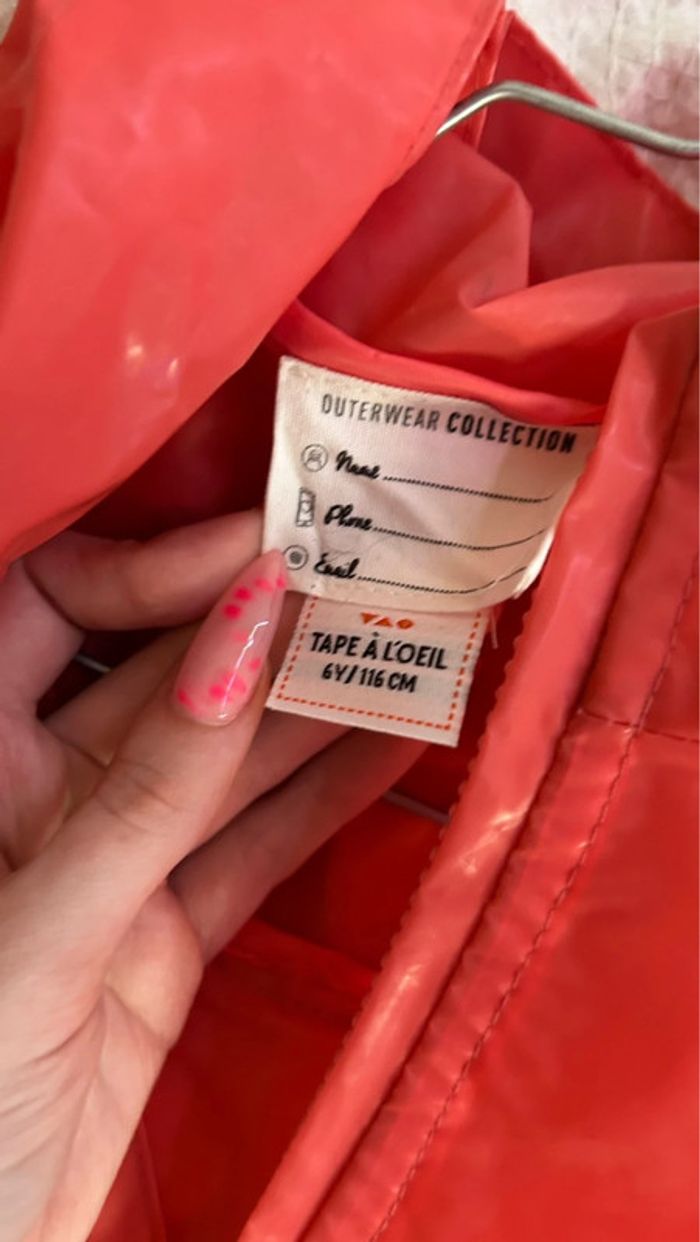 OUTERWEAR COLLECTION
Name
Phone
Email
TAPE À L'OEIL
6Y/116 CM